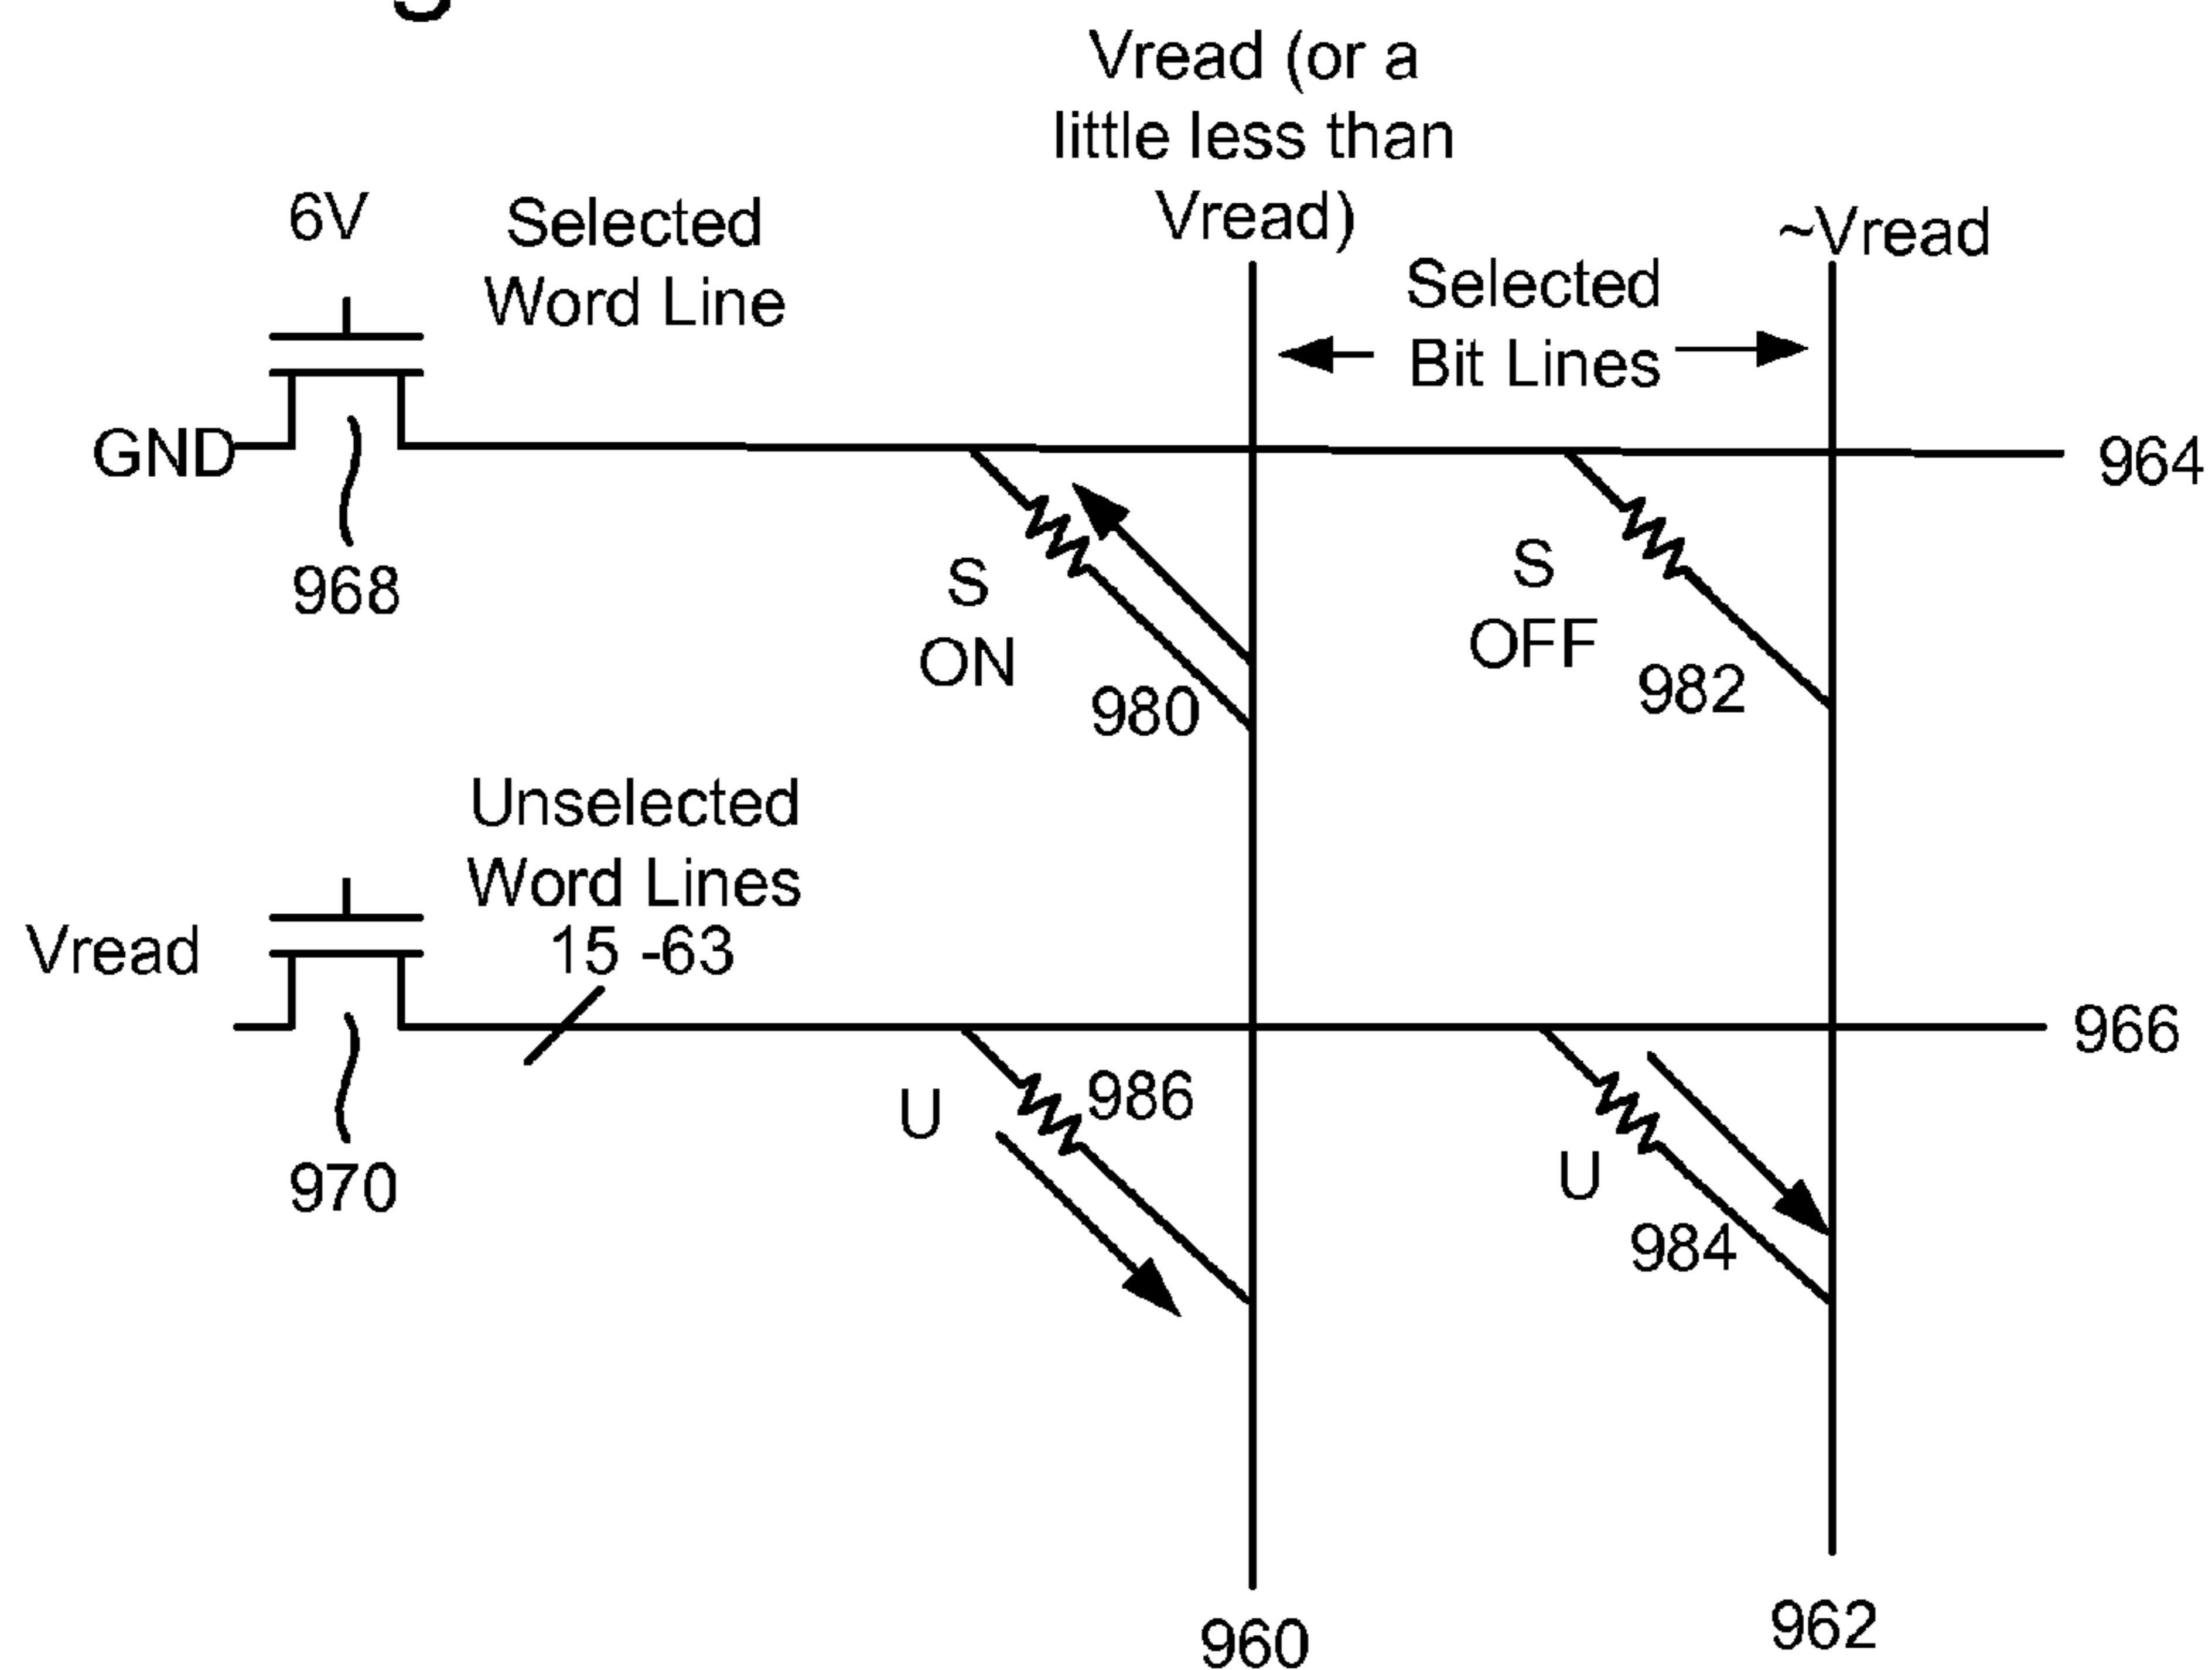 Vread (or a
little less than
Vread)
~Vread
6V
Selected
Word Line
Selected
Bit Lines
GND
964
968
S
ON
980
S
OFF
982
Unselected
Word Lines
15 -63
Vread
966
970
U
986
U
984
960
962